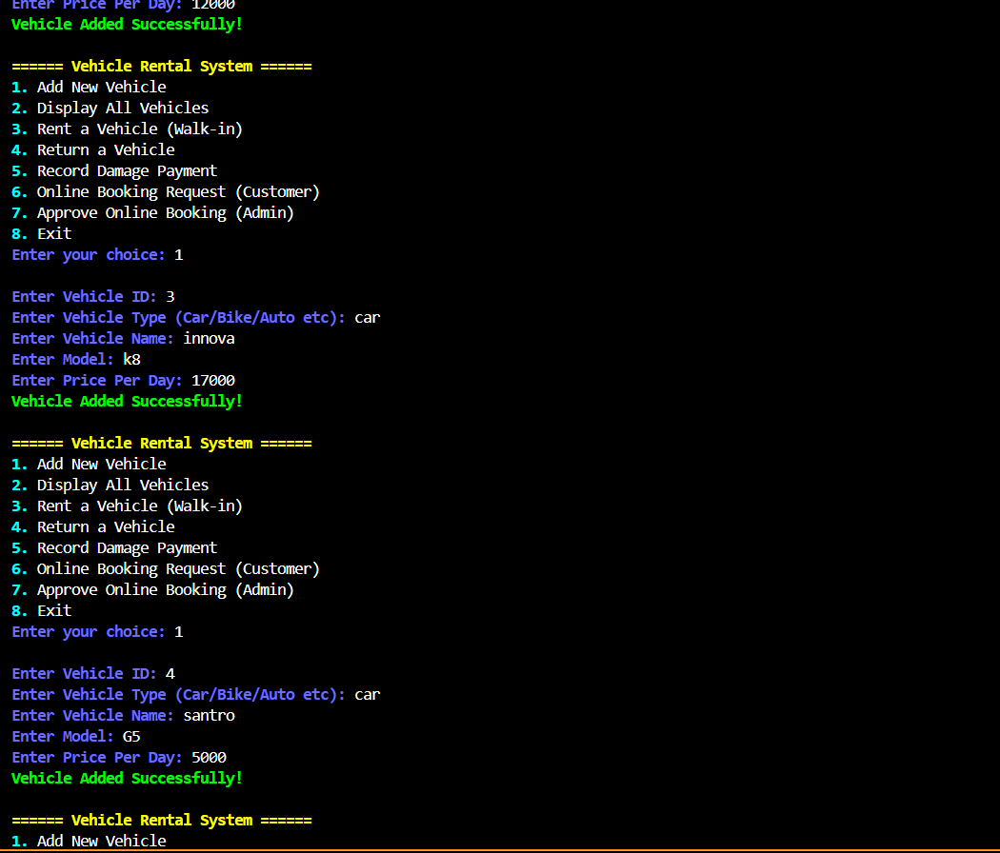 Enter Price Per Day: 12000
Vehicle Added Successfully!
====== Vehicle Rental System ======
1. Add New Vehicle
2. Display All Vehicles
3. Rent a Vehicle (Walk-in)
4. Return a Vehicle
5. Record Damage Payment
6. Online Booking Request (Customer)
7. Approve Online Booking (Admin)
8. Exit
Enter your choice: 1
Enter Vehicle ID: 3
Enter Vehicle Type (Car/Bike/Auto etc): car
Enter Vehicle Name: innova
Enter Model: k8
Enter Price Per Day: 17000
Vehicle Added Successfully!
====== Vehicle Rental System ======
1. Add New Vehicle
2. Display All Vehicles
3. Rent a Vehicle (Walk-in)
4. Return a Vehicle
5. Record Damage Payment
6. Online Booking Request (Customer)
7. Approve Online Booking (Admin)
8. Exit
Enter your choice: 1
Enter Vehicle ID: 4
Enter Vehicle Type (Car/Bike/Auto etc): car
Enter Vehicle Name: santro
Enter Model: G5
Enter Price Per Day: 5000
Vehicle Added Successfully!
====== Vehicle Rental System ======
1. Add New Vehicle